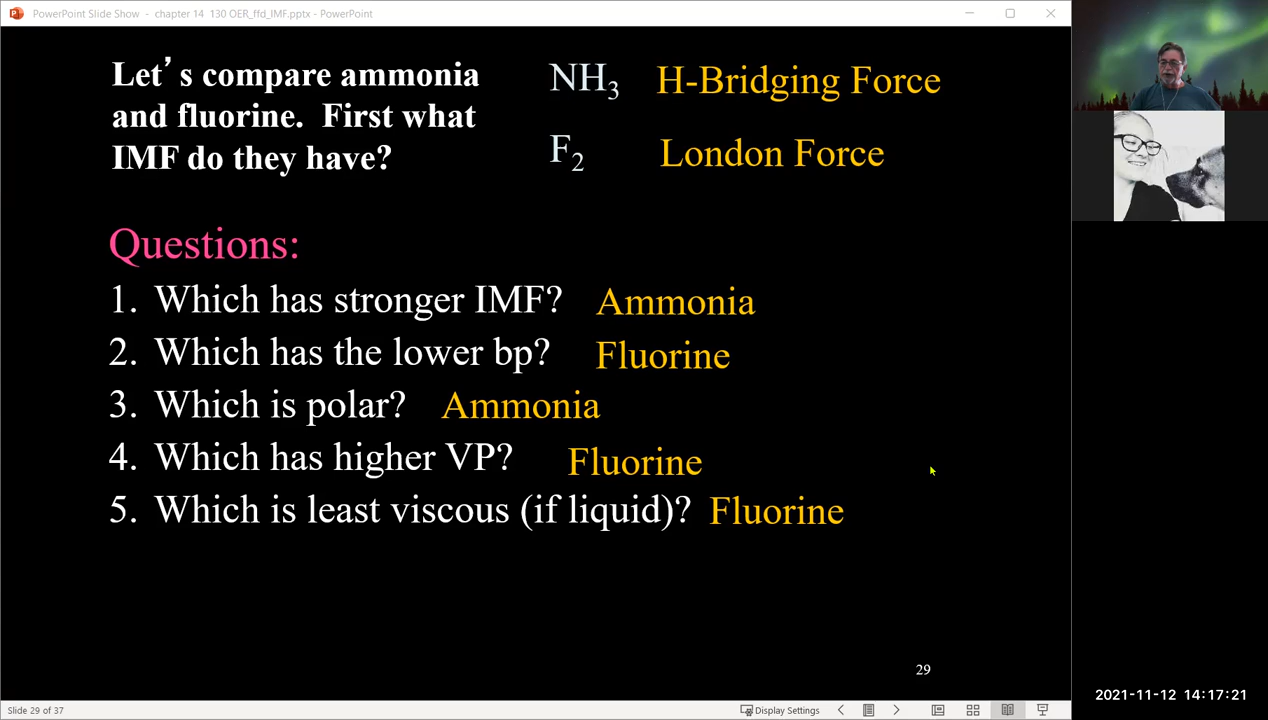 PowerPoint Slide Show - chapter 14 130 OER_ffd_IMF.pptx - PowerPoint
Let's compare ammonia
and fluorine. First what
IMF do they have?
NH3 H-Bridging Force
F2 London Force
Questions:
1. Which has stronger IMF? Ammonia
2. Which has the lower bp? Fluorine
3. Which is polar? Ammonia
4. Which has higher VP? Fluorine
5. Which is least viscous (if liquid)? Fluorine
29
Slide 29 of 37
Display Settings
2021-11-12 14:17:21